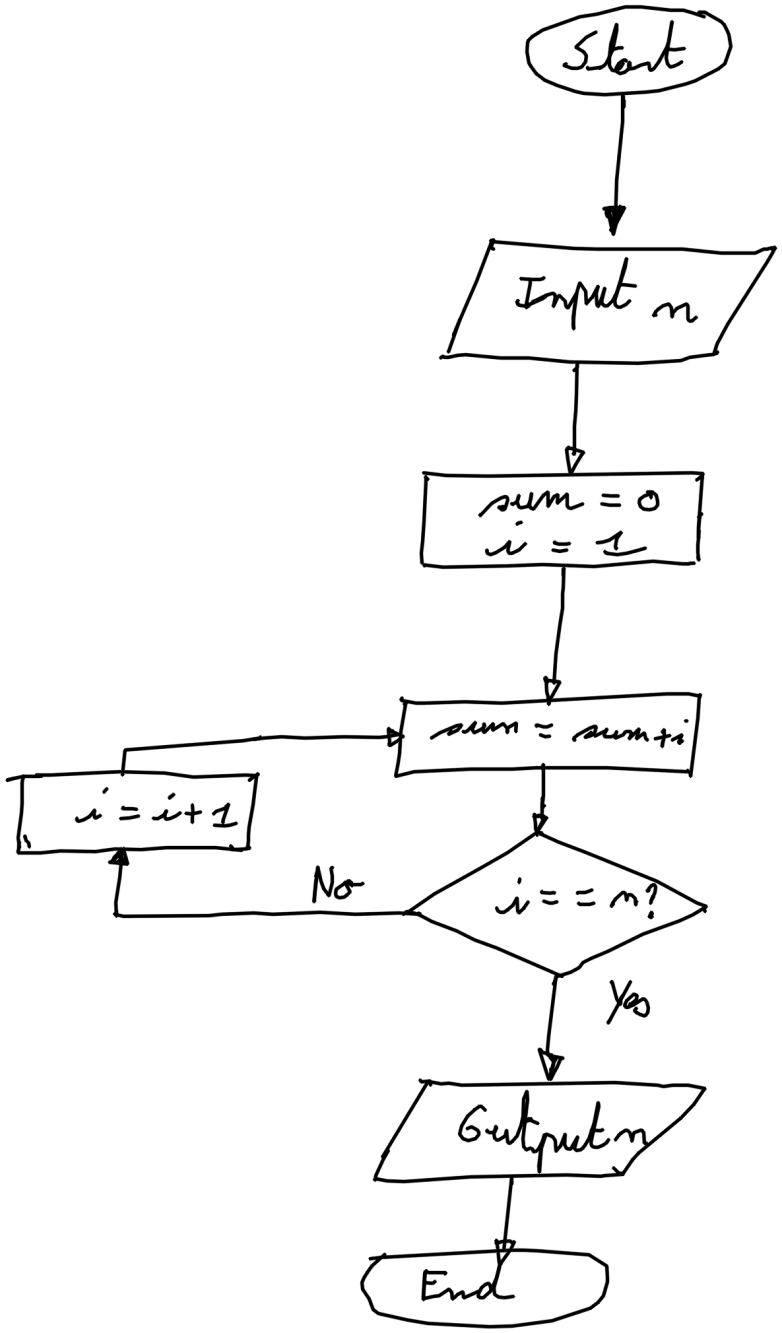 Start
Input n
sum = 0
i = 1
sum = sum+i
i = i+1
i == n?
No
Yes
Output n
End